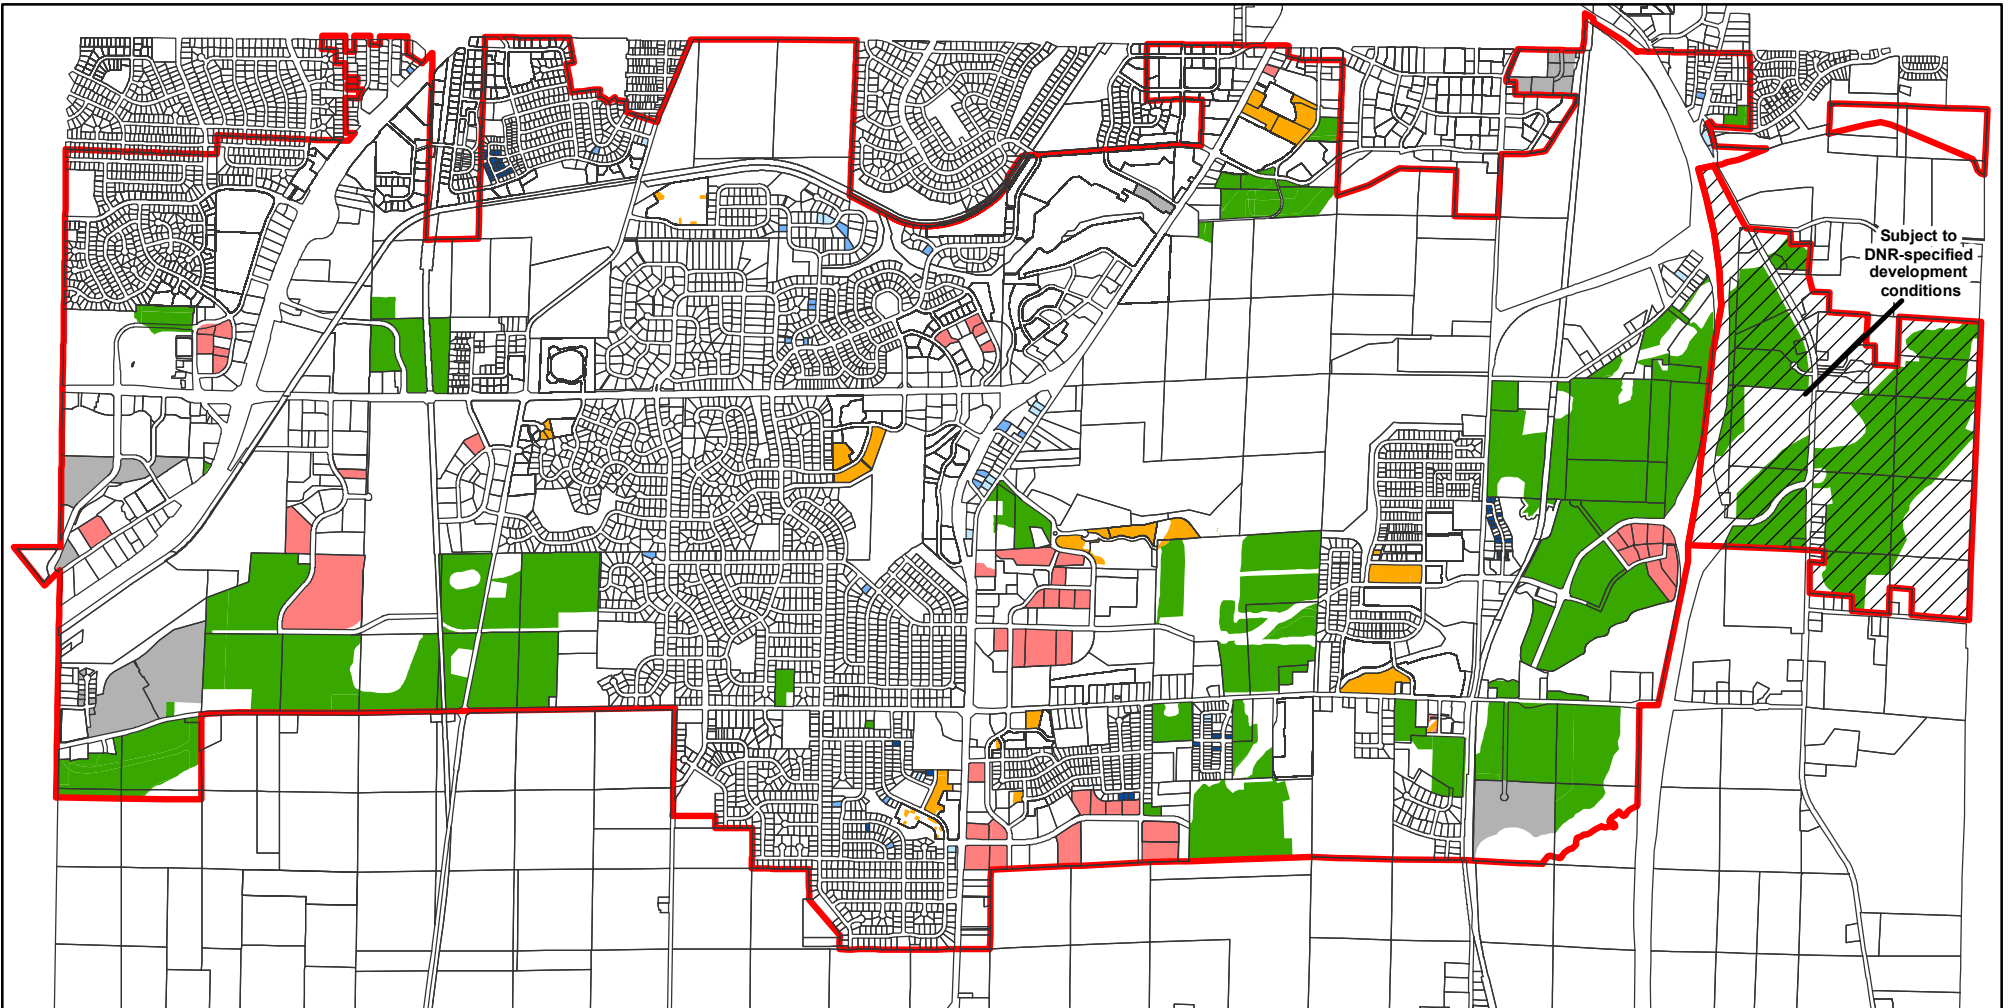 Subject to
DNR-specified
development
conditions